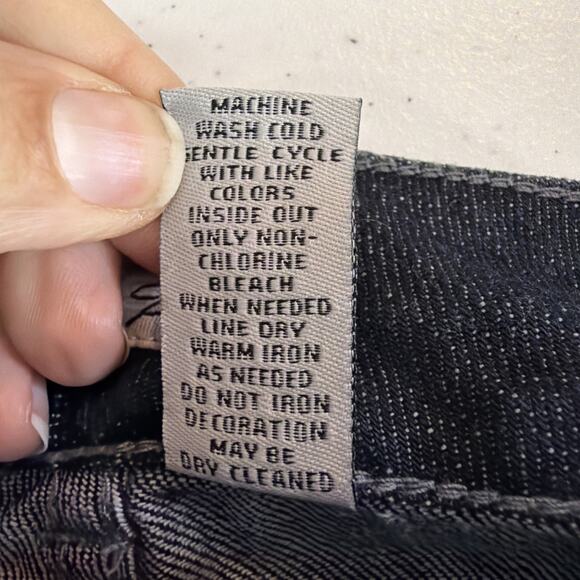 MACHINE
WASH COLD
GENTLE CYCLE
WITH LIKE
COLORS
INSIDE OUT
ONLY NON-
CHLORINE
BLEACH
WHEN NEEDED
LINE DRY
WARM IRON
AS NEEDED
DO NOT IRON
DECORATION
MAY BE
DRY CLEANED